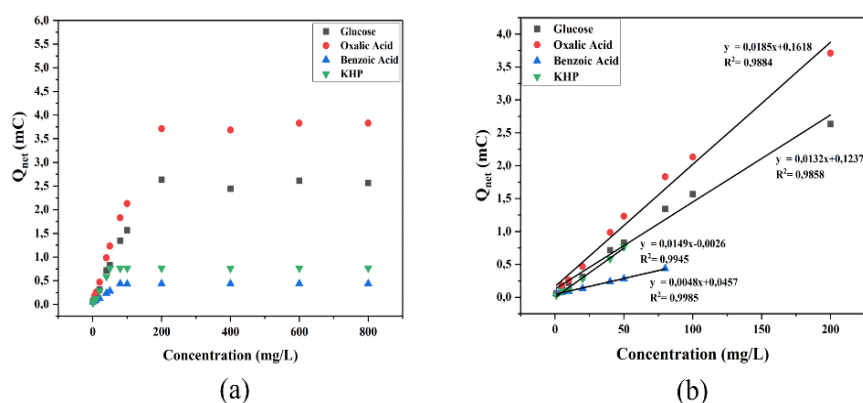 6,0
5,5
5,0
4,5
4,0
3,5
3,0
2,5
2,0
1,5
1,0
0,5
0,0
Qnet (mC)
Glucose
Oxalic Acid
Benzoic Acid
KHP
0 200 400 600 800
Concentration (mg/L)
(a)
4,0
3,5
3,0
2,5
2,0
1,5
1,0
0,5
0,0
Qnet (mC)
Glucose
Oxalic Acid
Benzoic Acid
KHP
y = 0,0185x+0,1618
R²= 0,9884
y = 0,0132x+0,1237
R²= 0,9858
y = 0,0149x-0,0026
R²= 0,9945
y = 0,0048x+0,0457
R²= 0,9985
0 50 100 150 200
Concentration (mg/L)
(b)